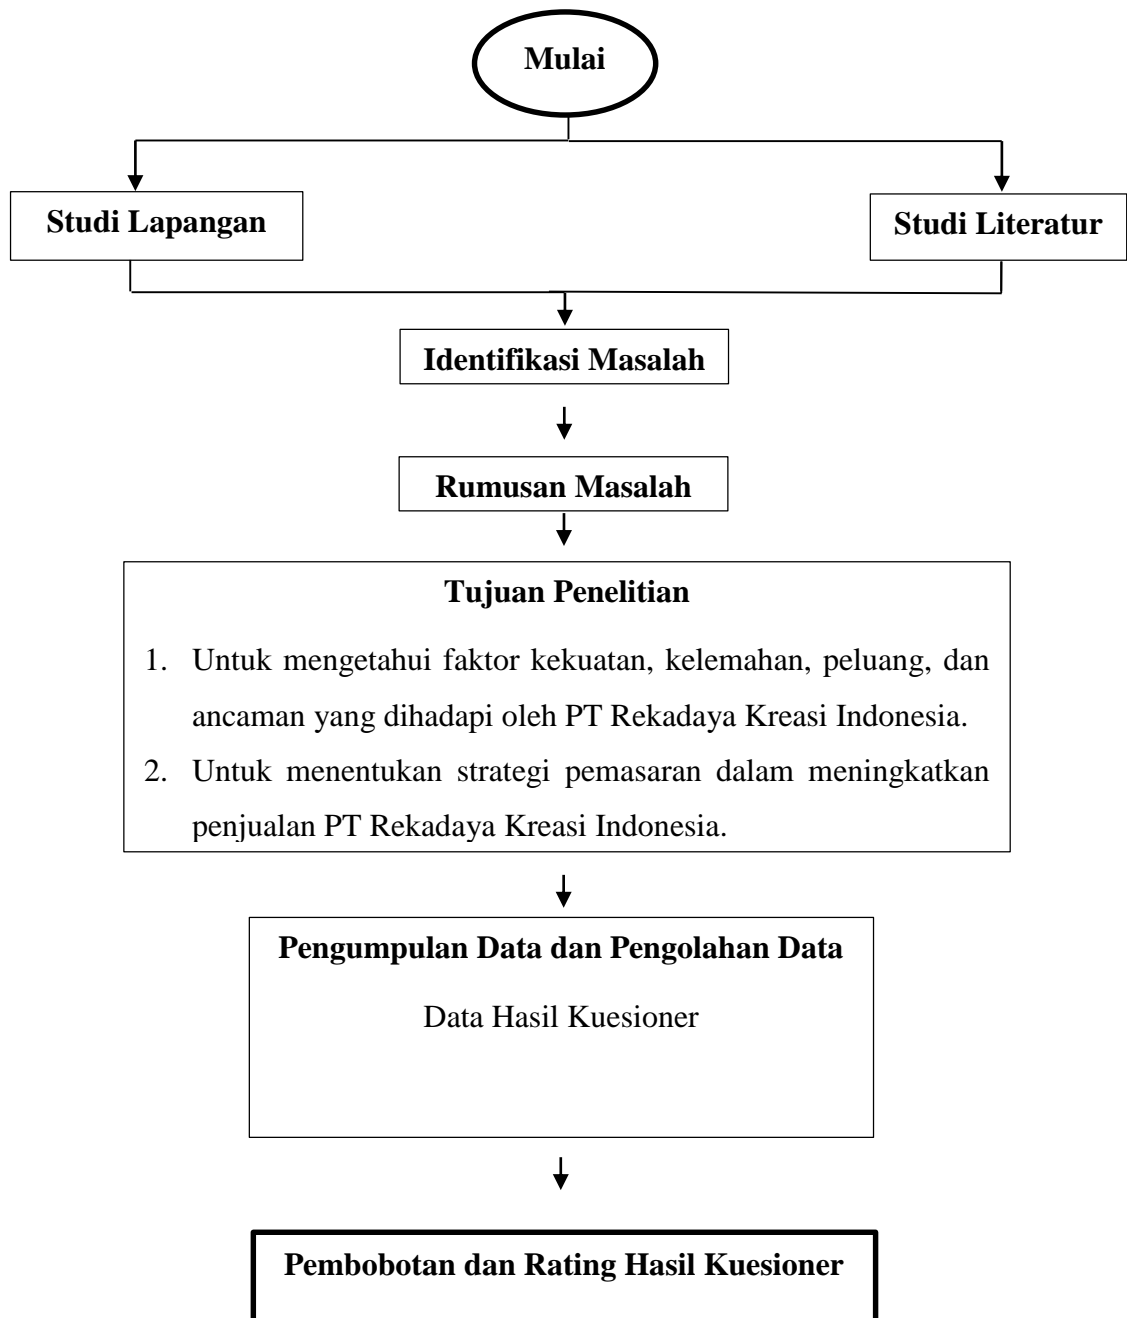 Mulai
Studi Lapangan
Studi Literatur
Identifikasi Masalah
Rumusan Masalah
Tujuan Penelitian
1. Untuk mengetahui faktor kekuatan, kelemahan, peluang, dan
ancaman yang dihadapi oleh PT Rekadaya Kreasi Indonesia.
2. Untuk menentukan strategi pemasaran dalam meningkatkan
penjualan PT Rekadaya Kreasi Indonesia.
Pengumpulan Data dan Pengolahan Data
Data Hasil Kuesioner
Pembobotan dan Rating Hasil Kuesioner